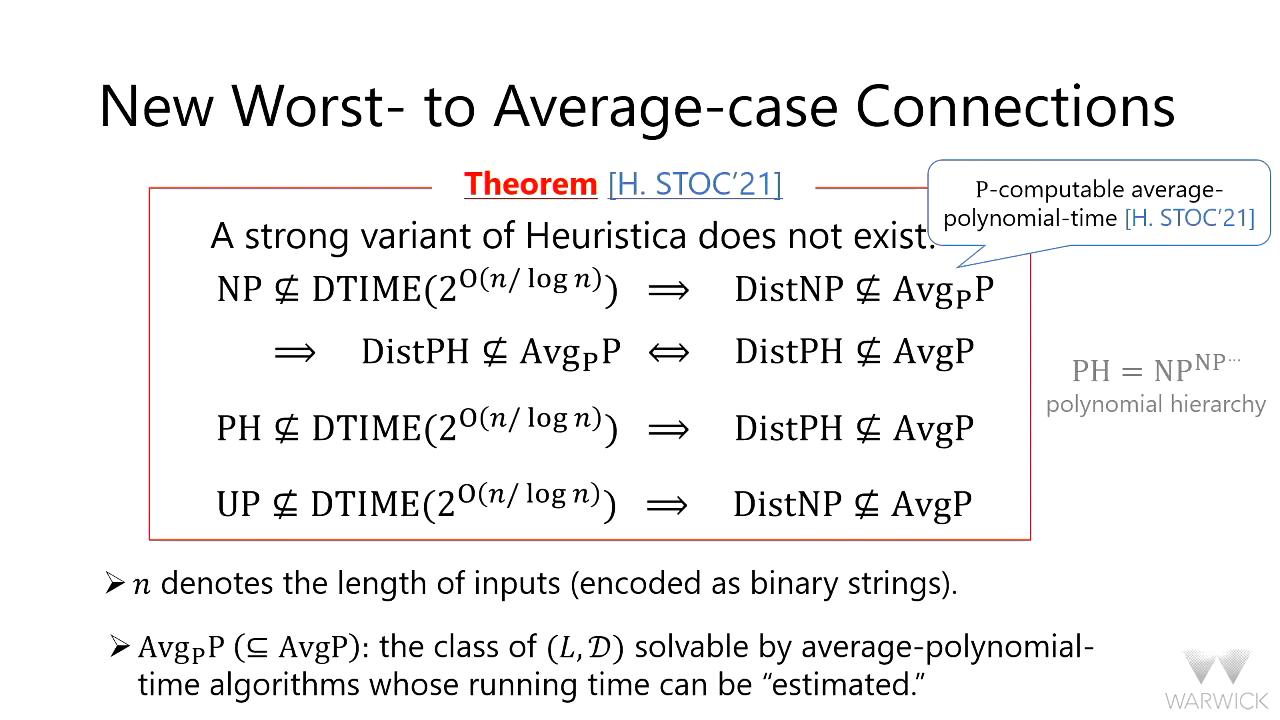 New Worst- to Average-case Connections
Theorem [H. STOC'21]
P-computable average-
polynomial-time [H. STOC'21]
A strong variant of Heuristica does not exist.
NP ⊈ DTIME(2^{O(n/ log n)}) ⟹ DistNP ⊈ Avg_P P
⟹ DistPH ⊈ Avg_P P ⟺ DistPH ⊈ AvgP
PH = NP^{NP^{⋯}}
polynomial hierarchy
PH ⊈ DTIME(2^{O(n/ log n)}) ⟹ DistPH ⊈ AvgP
UP ⊈ DTIME(2^{O(n/ log n)}) ⟹ DistNP ⊈ AvgP
➢ n denotes the length of inputs (encoded as binary strings).
➢ Avg_P P (⊆ AvgP): the class of (L, 𝒟) solvable by average-polynomial-
time algorithms whose running time can be “estimated.”
WARWICK